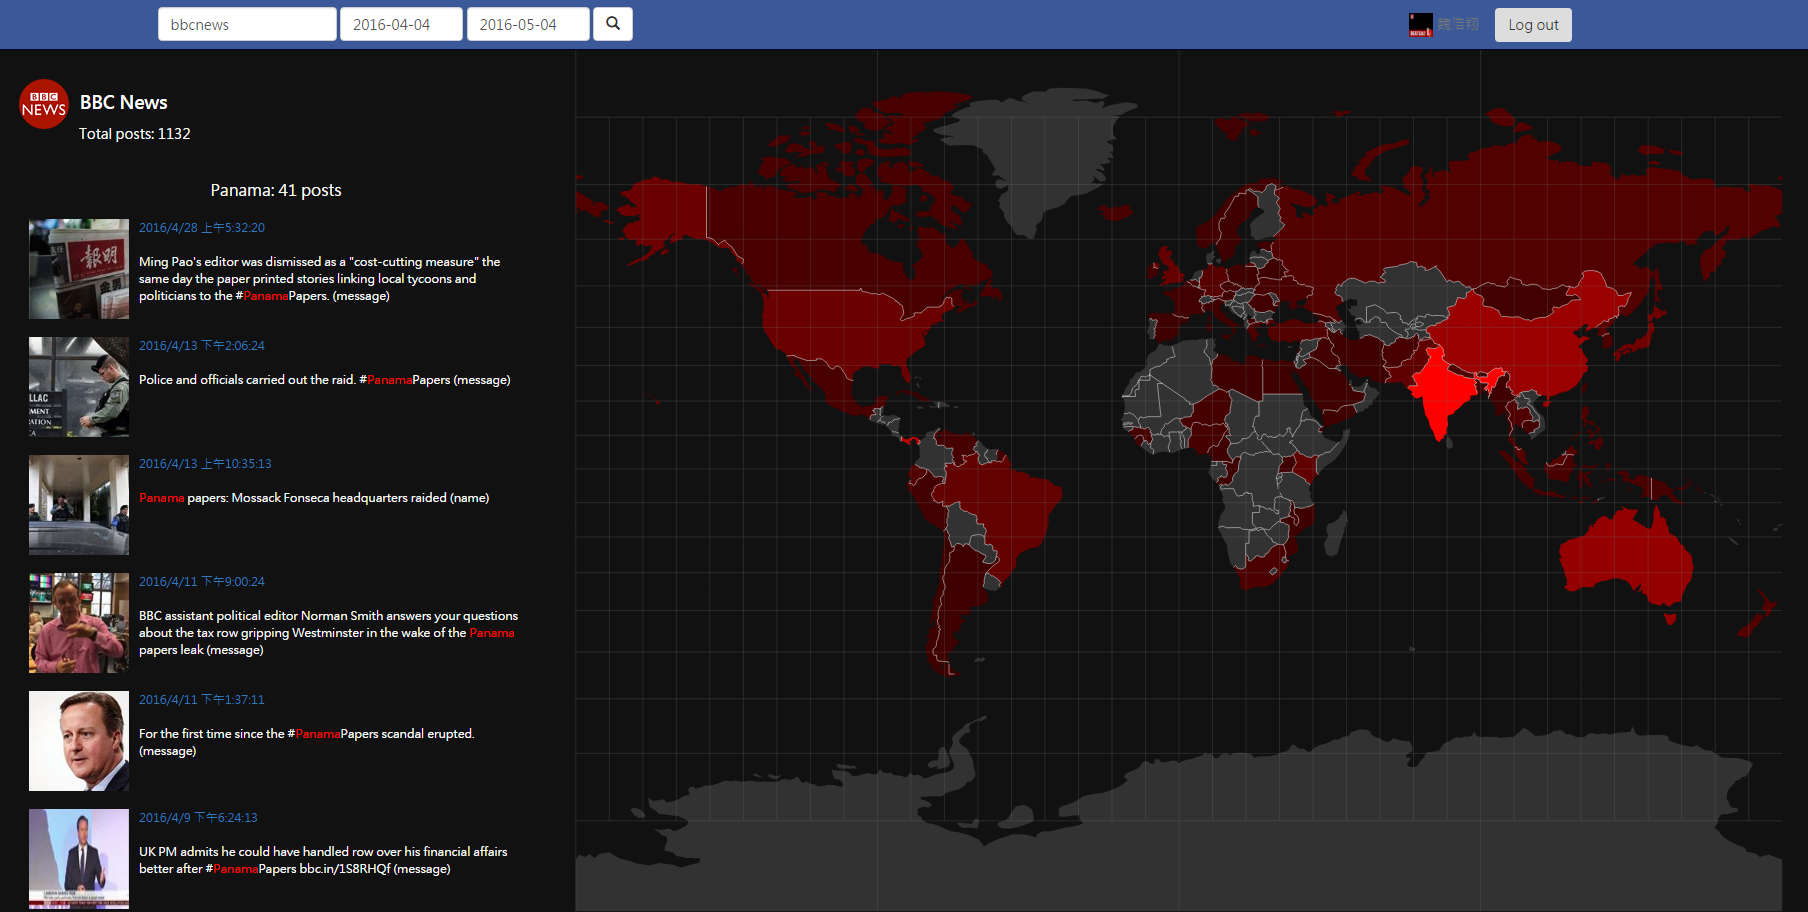 bbcnews
2016-04-04
2016-05-04
魏浩翔
Log out
BBC
NEWS
BBC News
Total posts: 1132
Panama: 41 posts
明報
2016/4/28 上午5:32:20
Ming Pao's editor was dismissed as a "cost-cutting measure" the
same day the paper printed stories linking local tycoons and
politicians to the #PanamaPapers. (message)
2016/4/13 下午2:06:24
Police and officials carried out the raid. #PanamaPapers (message)
LLAC
MENT
RATION
CA
2016/4/13 上午10:35:13
Panama papers: Mossack Fonseca headquarters raided (name)
2016/4/11 下午9:00:24
BBC assistant political editor Norman Smith answers your questions
about the tax row gripping Westminster in the wake of the Panama
papers leak (message)
2016/4/11 下午1:37:11
For the first time since the #PanamaPapers scandal erupted.
(message)
2016/4/9 下午6:24:13
UK PM admits he could have handled row over his financial affairs
better after #PanamaPapers bbc.in/1S8RHQf (message)